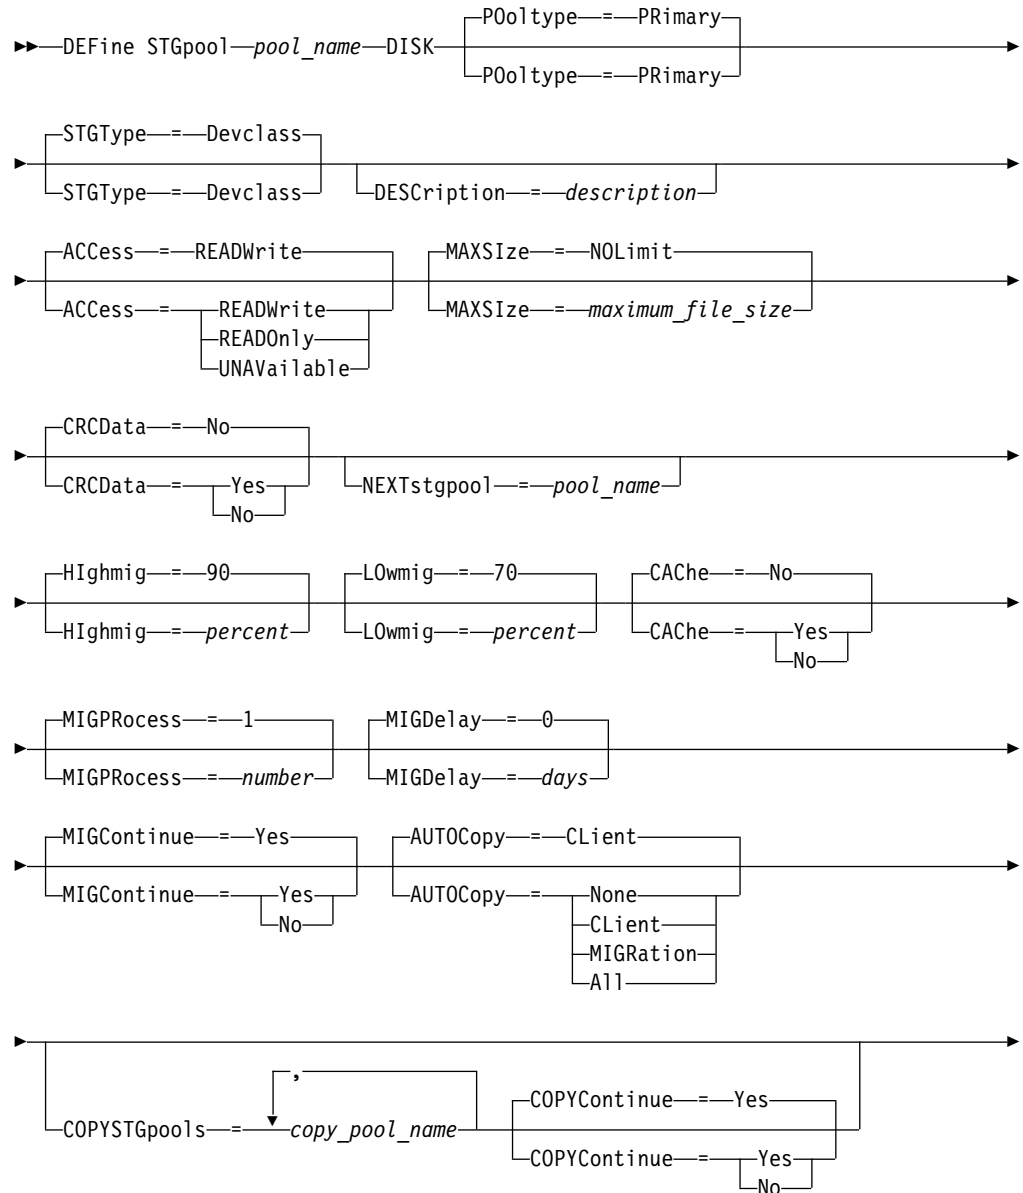 POoltype = PRimary
DEFine STGpool pool_name DISK
POoltype = PRimary
STGType = Devclass
STGType = Devclass
DESCription = description
ACCess = READWrite
ACCess = READWrite
READOnly
UNAVailable
MAXSIze = NOLimit
MAXSIze = maximum_file_size
CRCData = No
CRCData = Yes
No
NEXTstgpool = pool_name
HIghmig = 90
HIghmig = percent
LOwmig = 70
LOwmig = percent
CAChe = No
CAChe = Yes
No
MIGPRocess = 1
MIGPRocess = number
MIGDelay = 0
MIGDelay = days
MIGContinue = Yes
MIGContinue = Yes
No
AUTOCopy = CLient
AUTOCopy = None
CLient
MIGRation
All
,
COPYSTGpools = copy_pool_name
COPYContinue = Yes
COPYContinue = Yes
No